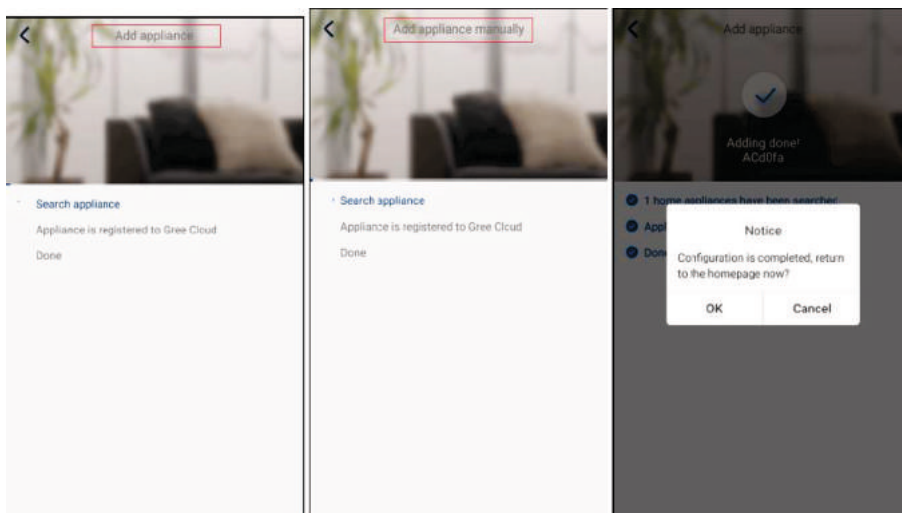 Add appliance
Search appliance
Appliance is registered to Gree Cloud
Done
Add appliance manually
Search appliance
Appliance is registered to Gree Cloud
Done
Add appliance
Adding done!
ACd0fa
1 home appliances have been searched
Appl
Done
Notice
Configuration is completed, return
to the homepage now?
OK
Cancel